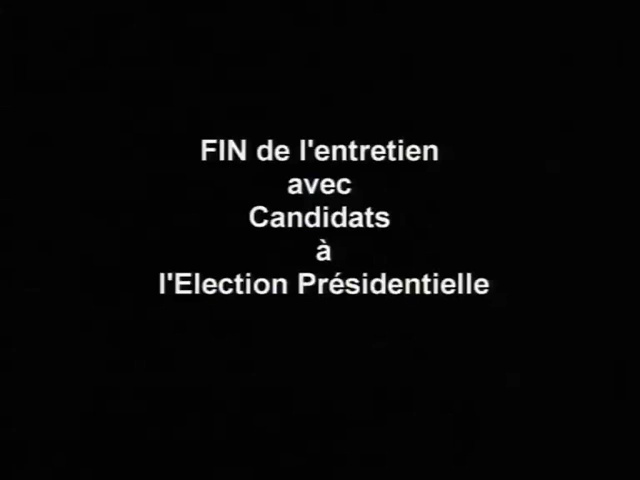 FIN de l'entretien
avec
Candidats
à
l'Election Présidentielle